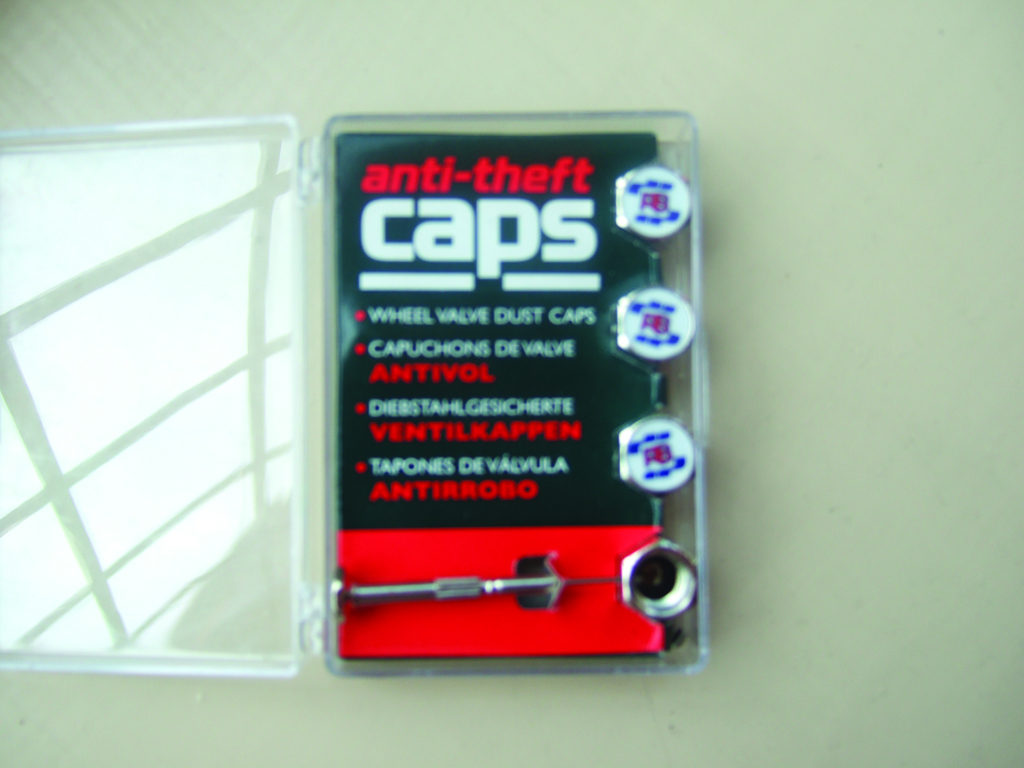 anti-theft
caps
• WHEEL VALVE DUST CAPS
• CAPUCHONS DE VALVE
ANTIVOL
• DIEBSTAHLGESICHERTE
VENTILKAPPEN
• TAPONES DE VÁLVULA
ANTIRROBO